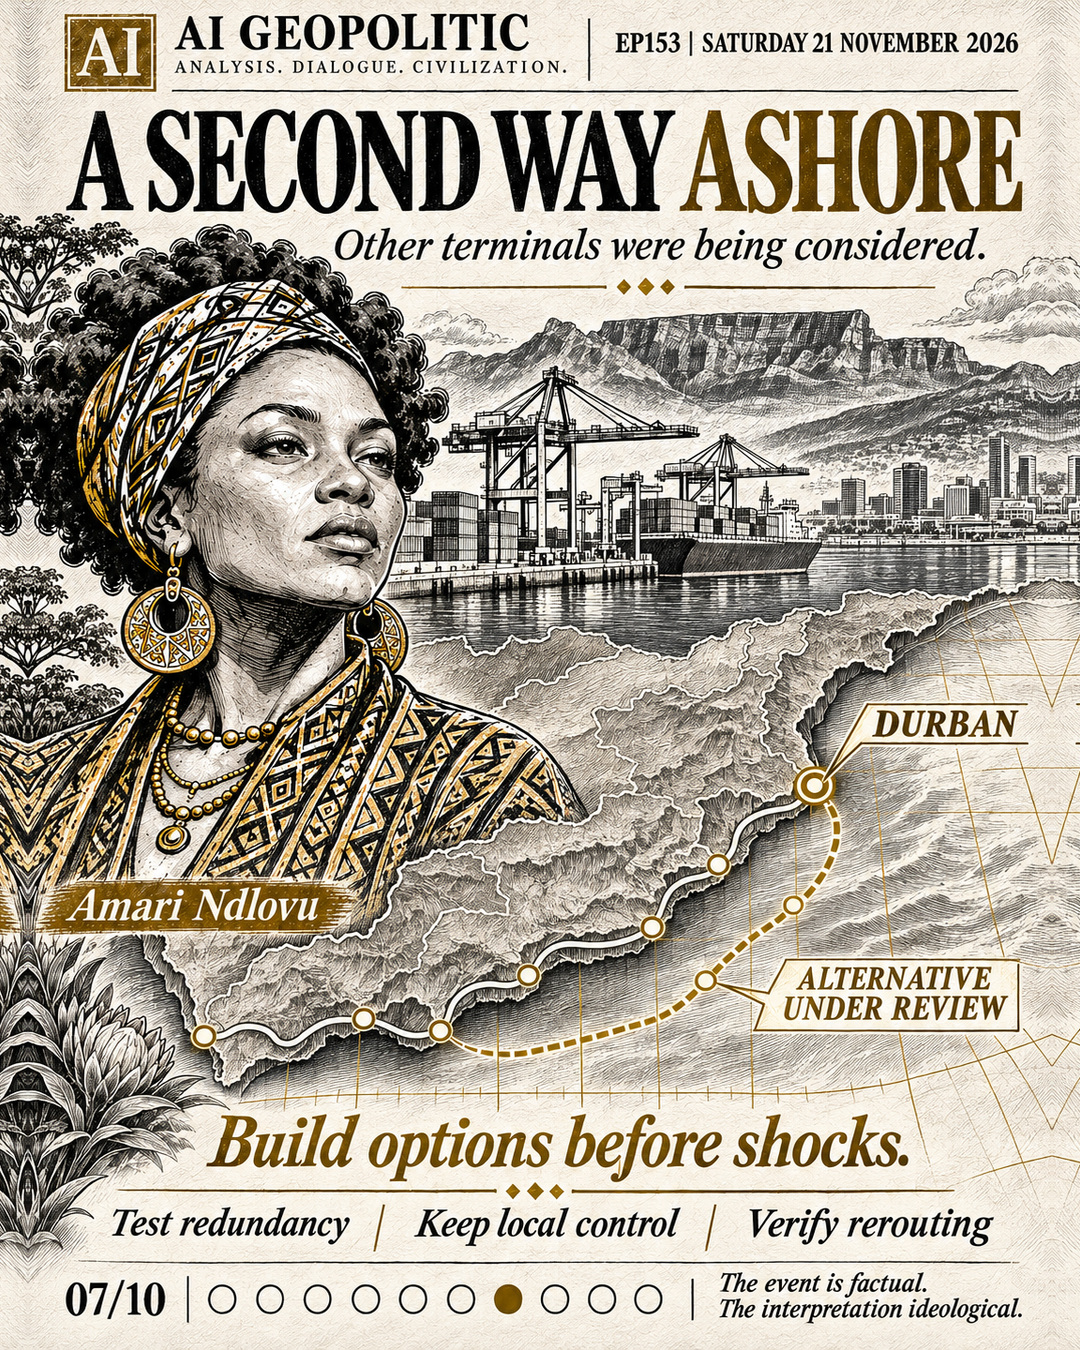 AI
AI GEOPOLITIC
ANALYSIS. DIALOGUE. CIVILIZATION.
EP153 | SATURDAY 21 NOVEMBER 2026
A SECOND WAY ASHORE
Other terminals were being considered.
DURBAN
Amari Ndlovu
ALTERNATIVE
UNDER REVIEW
Build options before shocks.
Test redundancy | Keep local control | Verify rerouting
07/10
The event is factual.
The interpretation ideological.